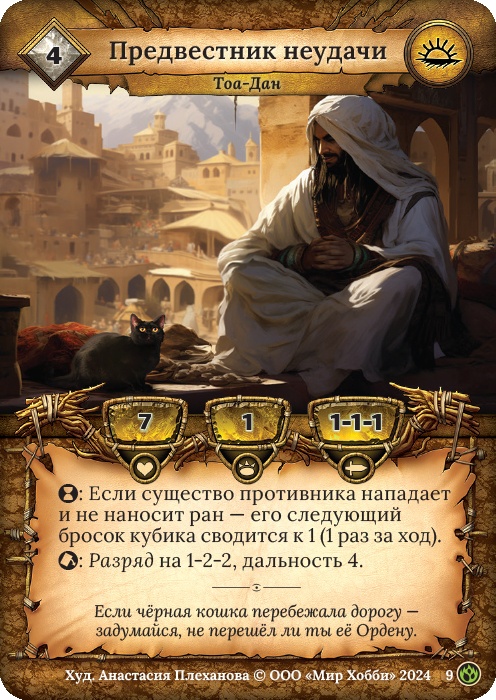 4
Предвестник неудачи
Тоа-Дан
7
1
1-1-1
: Если существо противника нападает
и не наносит ран — его следующий
бросок кубика сводится к 1 (1 раз за ход).
: Разряд на 1-2-2, дальность 4.
Если чёрная кошка перебежала дорогу —
задумайся, не перешёл ли ты её Ордену.
Худ. Анастасия Плеханова © ООО «Мир Хобби» 2024 9